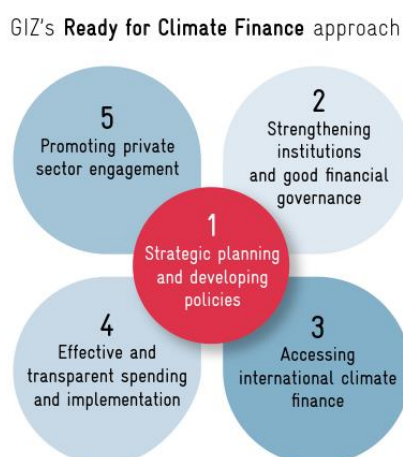 GIZ's Ready for Climate Finance approach
1
Strategic planning
and developing
policies
2
Strengthening
institutions
and good financial
governance
3
Accessing
international climate
finance
4
Effective and
transparent spending
and implementation
5
Promoting private
sector engagement